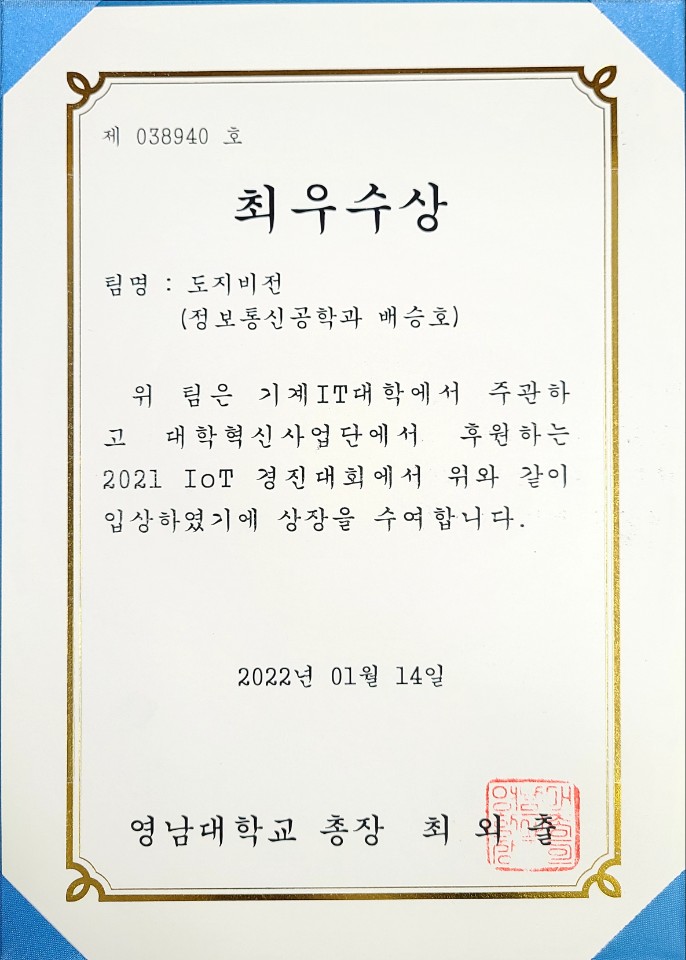 제 038940 호
최우수상
팀명 : 도지비전
(정보통신공학과 배승호)
위 팀은 기계IT대학에서 주관하
고 대학혁신사업단에서 후원하는
2021 IoT 경진대회에서 위와 같이
입상하였기에 상장을 수여합니다.
2022년 01월 14일
영남대학교 총장 최 외 출